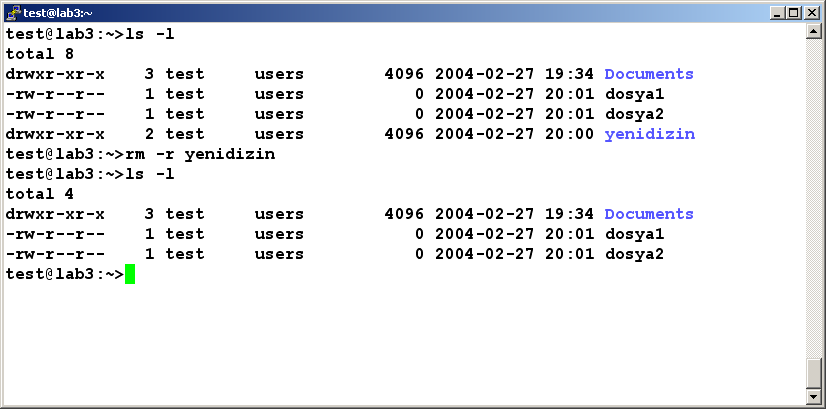 test@lab3:~
test@lab3:~>ls -l
total 8
drwxr-xr-x    3 test     users        4096 2004-02-27 19:34 Documents
-rw-r--r--    1 test     users           0 2004-02-27 20:01 dosya1
-rw-r--r--    1 test     users           0 2004-02-27 20:01 dosya2
drwxr-xr-x    2 test     users        4096 2004-02-27 20:00 yenidizin
test@lab3:~>rm -r yenidizin
test@lab3:~>ls -l
total 4
drwxr-xr-x    3 test     users        4096 2004-02-27 19:34 Documents
-rw-r--r--    1 test     users           0 2004-02-27 20:01 dosya1
-rw-r--r--    1 test     users           0 2004-02-27 20:01 dosya2
test@lab3:~>